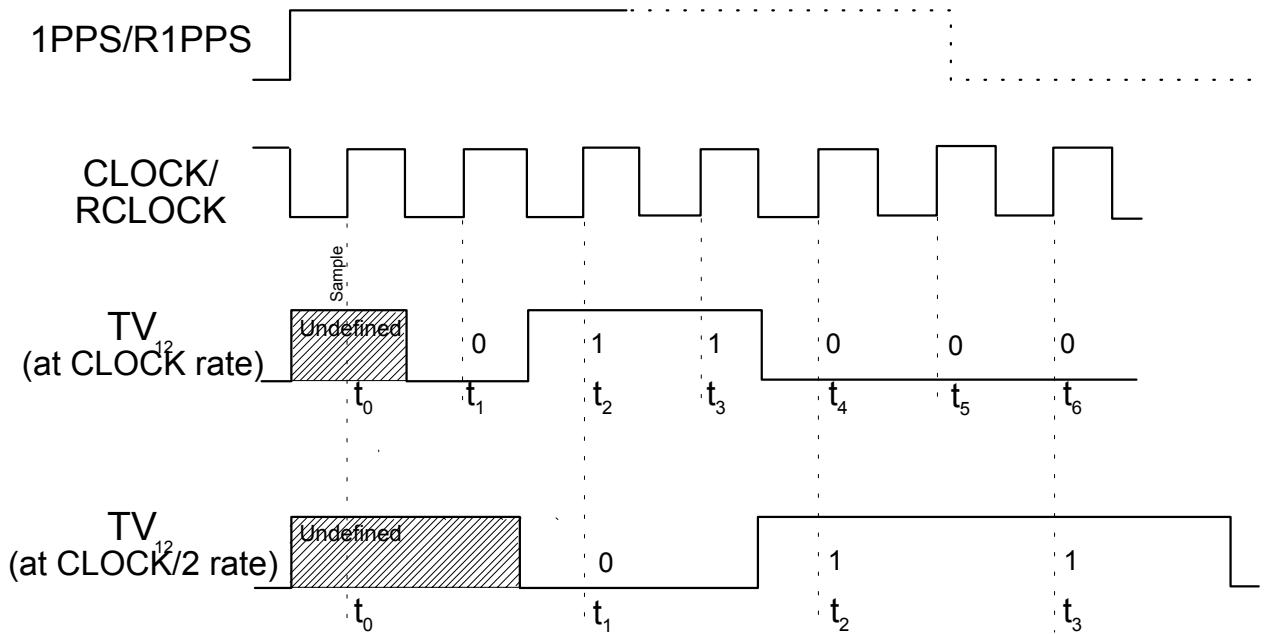 1PPS/R1PPS
CLOCK/
RCLOCK
Sample
TV12
(at CLOCK rate)
Undefined
0 1 1 0 0 0
t0 t1 t2 t3 t4 t5 t6
TV12
(at CLOCK/2 rate)
Undefined
0 1 1
t0 t1 t2 t3